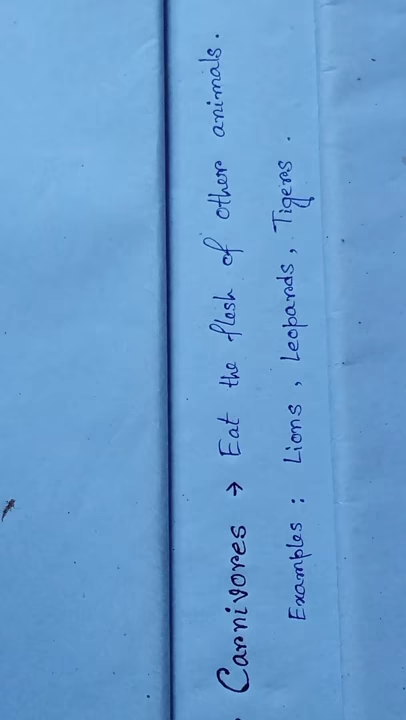 Carnivores → Eat the flesh of other animals.
Examples : Lions, Leopards, Tigers.